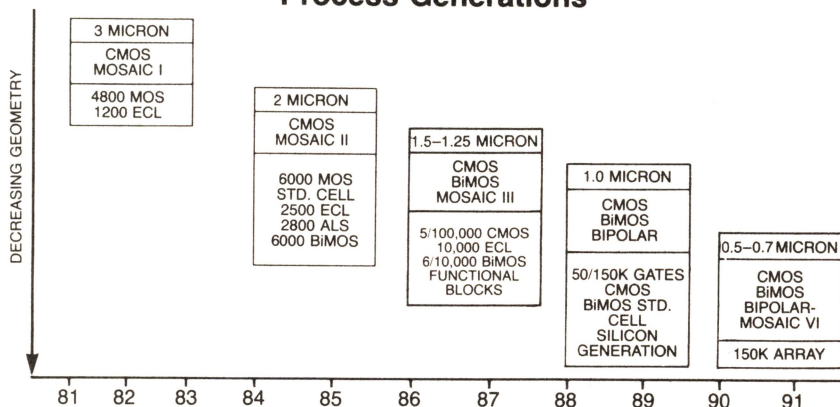 Process Generations
DECREASING GEOMETRY
3 MICRON
CMOS
MOSAIC I
4800 MOS
1200 ECL
2 MICRON
CMOS
MOSAIC II
6000 MOS
STD. CELL
2500 ECL
2800 ALS
6000 BiMOS
1.5–1.25 MICRON
CMOS
BiMOS
MOSAIC III
5/100,000 CMOS
10,000 ECL
6/10,000 BiMOS
FUNCTIONAL
BLOCKS
1.0 MICRON
CMOS
BiMOS
BIPOLAR
50/150K GATES
CMOS
BiMOS STD.
CELL
SILICON
GENERATION
0.5–0.7 MICRON
CMOS
BiMOS
BIPOLAR-
MOSAIC VI
150K ARRAY
81 82 83 84 85 86 87 88 89 90 91